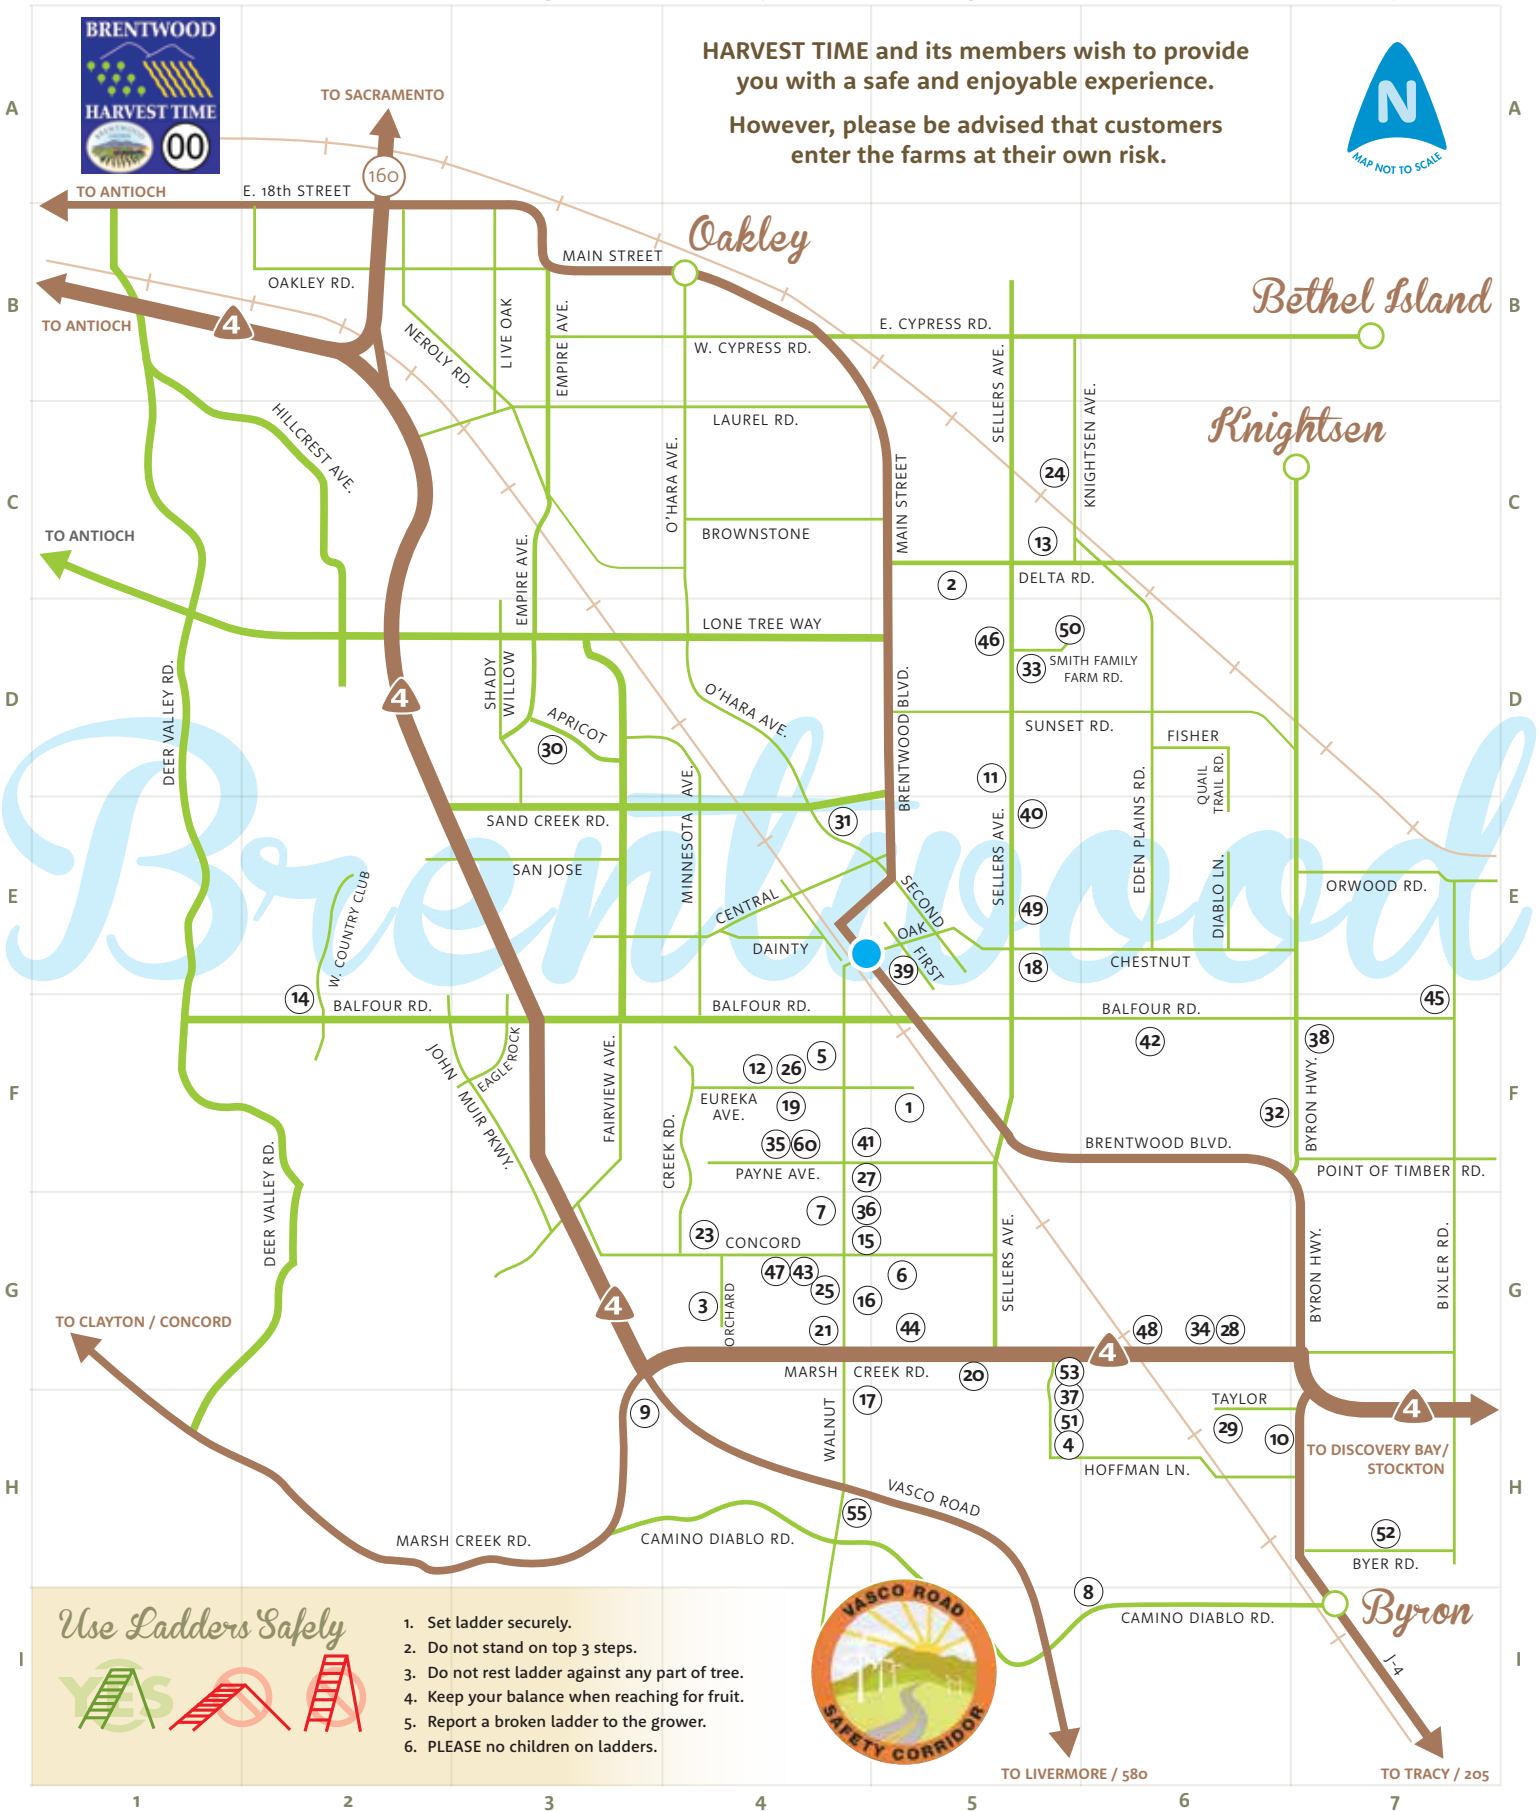 BRENTWOOD
HARVEST TIME
00
HARVEST TIME and its members wish to provide
you with a safe and enjoyable experience.
However, please be advised that customers
enter the farms at their own risk.
N
MAP NOT TO SCALE
A
A
TO SACRAMENTO
160
TO ANTIOCH
E. 18th STREET
MAIN STREET
Oakley
OAKLEY RD.
Bethel Island
B
B
TO ANTIOCH
4
NEROLY RD.
LIVE OAK
EMPIRE AVE.
W. CYPRESS RD.
E. CYPRESS RD.
SELLERS AVE.
KNIGHTSEN AVE.
HILLCREST AVE.
LAUREL RD.
Knightsen
24
C
C
O'HARA AVE.
MAIN STREET
BROWNSTONE
TO ANTIOCH
EMPIRE AVE.
13
2
DELTA RD.
LONE TREE WAY
46
50
33
SMITH FAMILY
FARM RD.
D
D
DEER VALLEY RD.
4
SHADY
WILLOW
APRICOT
30
O'HARA AVE.
BRENTWOOD BLVD.
SUNSET RD.
FISHER
QUAIL
TRAIL RD.
11
Brentwood
SAND CREEK RD.
MINNESOTA AVE.
31
SELLERS AVE.
40
EDEN PLAINS RD.
SAN JOSE
E
E
W. COUNTRY CLUB
CENTRAL
DAINTY
SECOND
OAK
FIRST
39
49
18
DIABLO LN.
ORWOOD RD.
CHESTNUT
14
BALFOUR RD.
BALFOUR RD.
BALFOUR RD.
45
42
38
F
F
JOHN MUIR PKWY.
EAGLE ROCK
FAIRVIEW AVE.
CREEK RD.
12
26
5
EUREKA
AVE.
19
1
32
BYRON HWY.
35
60
41
BRENTWOOD BLVD.
PAYNE AVE.
27
POINT OF TIMBER RD.
DEER VALLEY RD.
7
36
23
CONCORD
15
SELLERS AVE.
BYRON HWY.
BIXLER RD.
G
G
47
43
25
6
16
3
ORCHARD
4
21
44
48
34
28
TO CLAYTON / CONCORD
4
MARSH CREEK RD.
20
53
37
51
4
9
17
WALNUT
TAYLOR
29
10
4
TO DISCOVERY BAY/
STOCKTON
HOFFMAN LN.
H
H
VASCO ROAD
55
MARSH CREEK RD.
CAMINO DIABLO RD.
52
BYER RD.
8
CAMINO DIABLO RD.
Byron
I
I
J-4
Use Ladders Safely
YES
1. Set ladder securely.
2. Do not stand on top 3 steps.
3. Do not rest ladder against any part of tree.
4. Keep your balance when reaching for fruit.
5. Report a broken ladder to the grower.
6. PLEASE no children on ladders.
VASCO ROAD
SAFETY CORRIDOR
TO LIVERMORE / 580
TO TRACY / 205
1
2
3
4
5
6
7